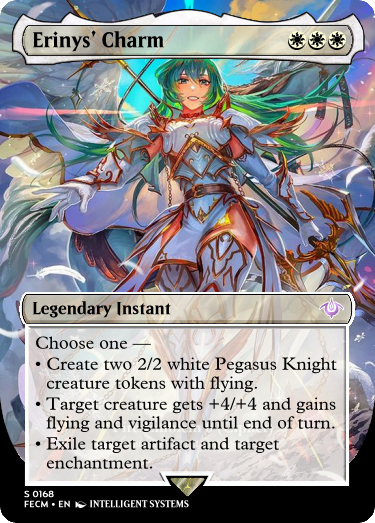 Erinys' Charm
Legendary Instant
Choose one —
• Create two 2/2 white Pegasus Knight
creature tokens with flying.
• Target creature gets +4/+4 and gains
flying and vigilance until end of turn.
• Exile target artifact and target
enchantment.
S 0168
FECM • EN INTELLIGENT SYSTEMS